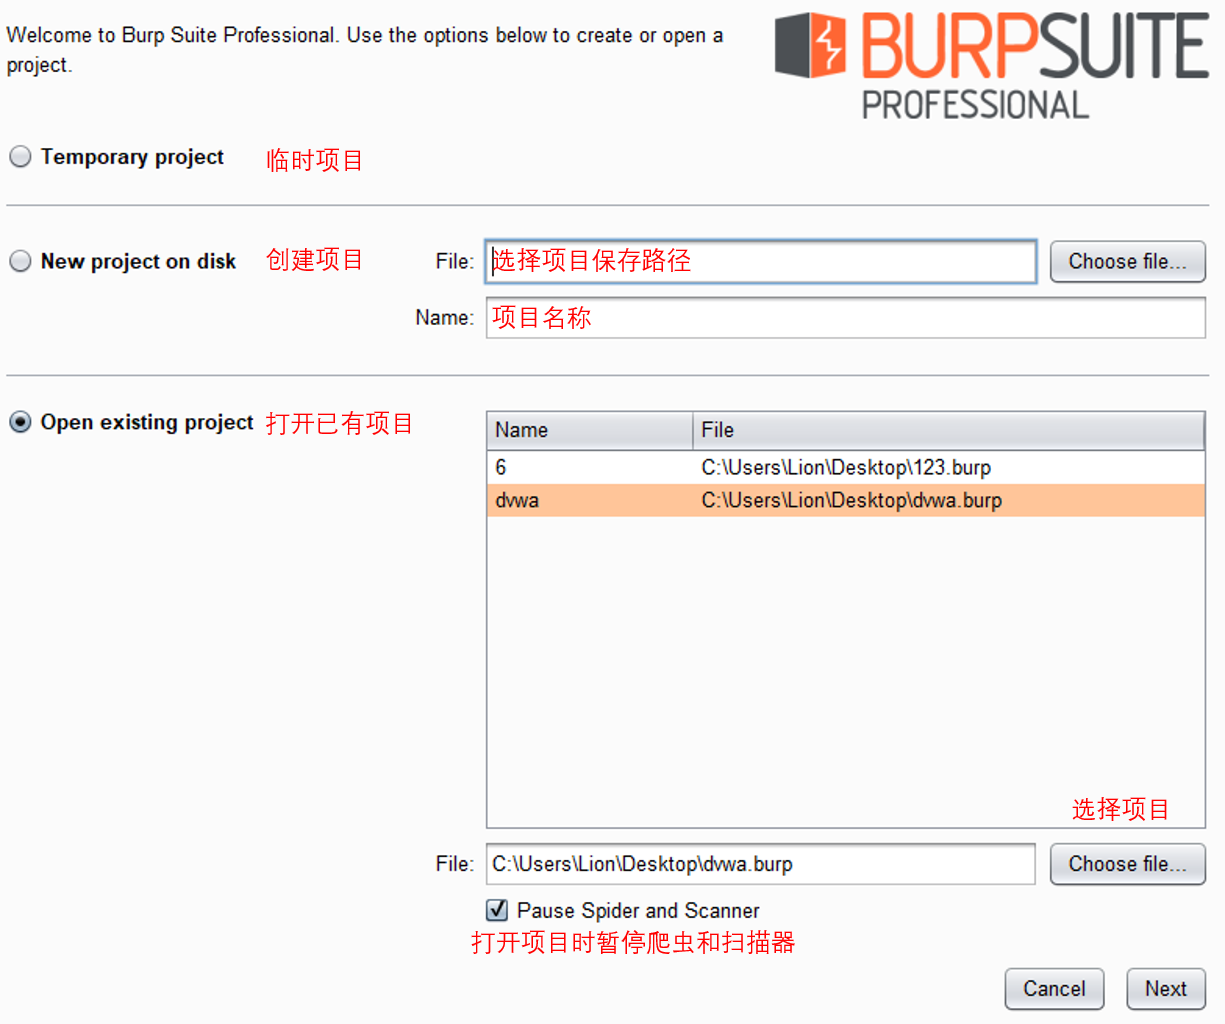 Welcome to Burp Suite Professional. Use the options below to create or open a
project.
BURPSUITE
PROFESSIONAL
Temporary project 临时项目
New project on disk 创建项目 File: 选择项目保存路径 Choose file...
Name: 项目名称
Open existing project 打开已有项目
Name File
6 C:\Users\Lion\Desktop\123.burp
dvwa C:\Users\Lion\Desktop\dvwa.burp
选择项目
File: C:\Users\Lion\Desktop\dvwa.burp Choose file...
Pause Spider and Scanner
打开项目时暂停爬虫和扫描器
Cancel Next